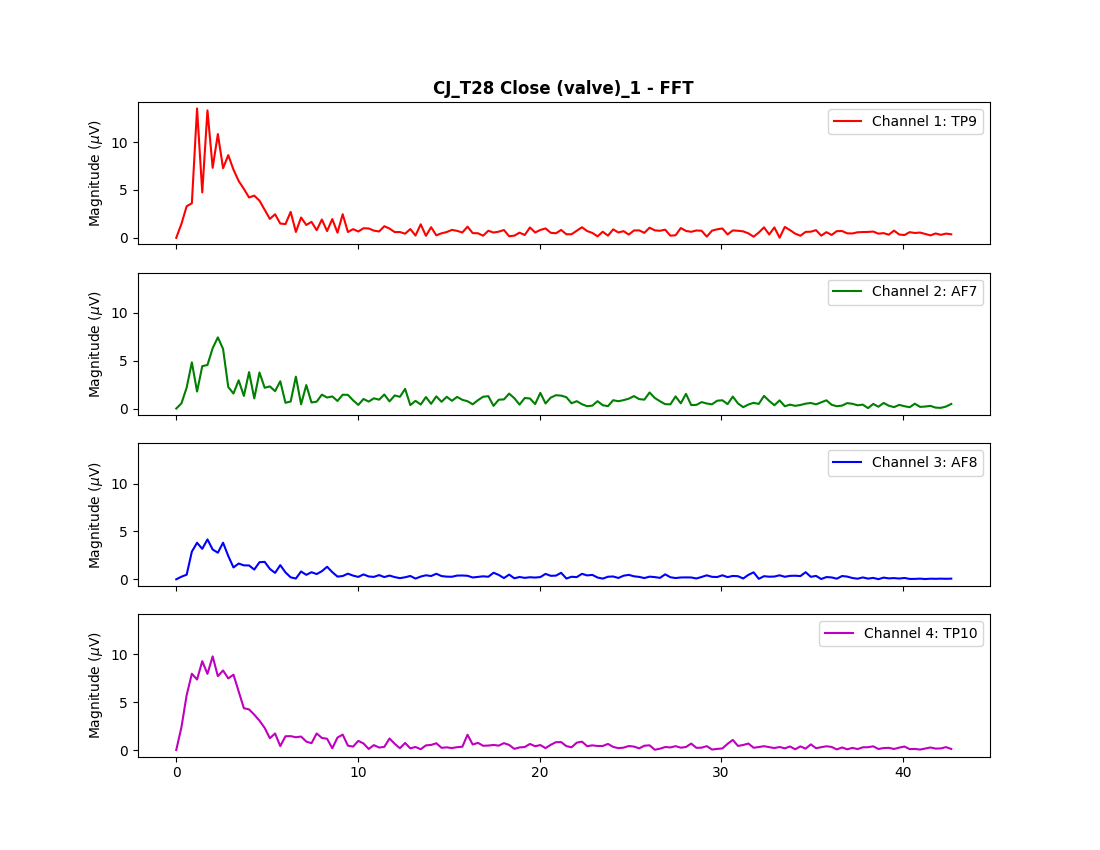 CJ_T28 Close (valve)_1 - FFT
Magnitude (μV)
10
5
0
Channel 1: TP9
Magnitude (μV)
10
5
0
Channel 2: AF7
Magnitude (μV)
10
5
0
Channel 3: AF8
Magnitude (μV)
10
5
0
Channel 4: TP10
0 10 20 30 40